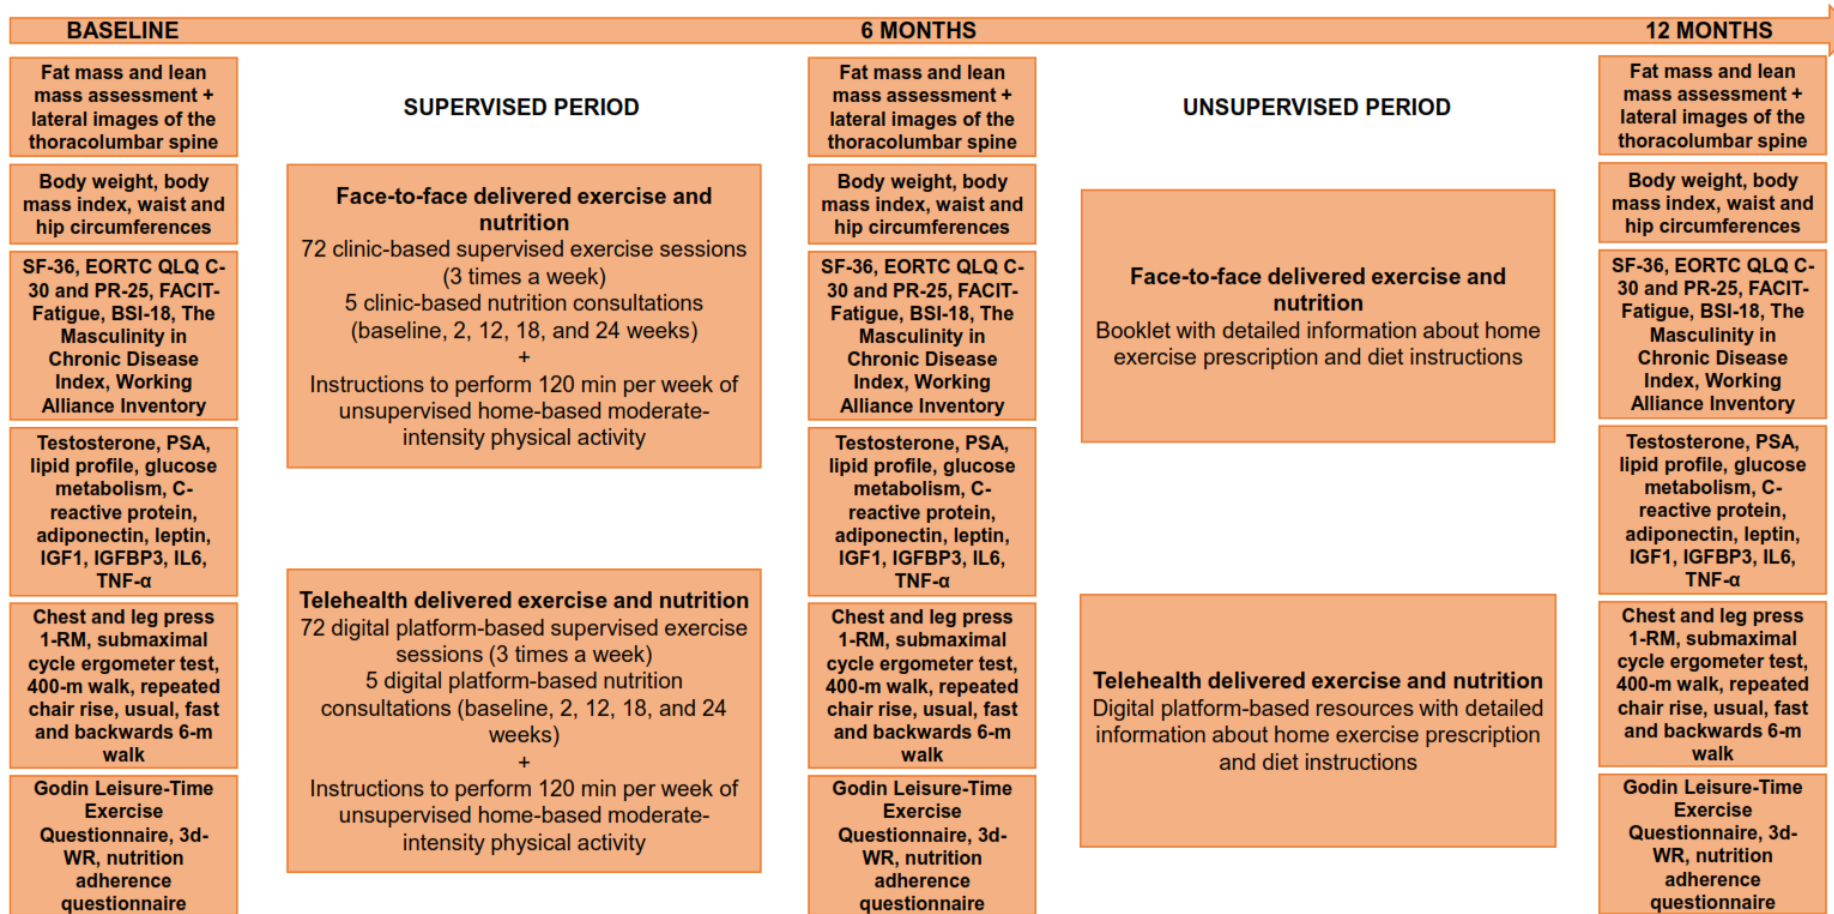 BASELINE
6 MONTHS
12 MONTHS
Fat mass and lean
mass assessment +
lateral images of the
thoracolumbar spine
Body weight, body
mass index, waist and
hip circumferences
SF-36, EORTC QLQ C-
30 and PR-25, FACIT-
Fatigue, BSI-18, The
Masculinity in
Chronic Disease
Index, Working
Alliance Inventory
Testosterone, PSA,
lipid profile, glucose
metabolism, C-
reactive protein,
adiponectin, leptin,
IGF1, IGFBP3, IL6,
TNF-α
Chest and leg press
1-RM, submaximal
cycle ergometer test,
400-m walk, repeated
chair rise, usual, fast
and backwards 6-m
walk
Godin Leisure-Time
Exercise
Questionnaire, 3d-
WR, nutrition
adherence
questionnaire
SUPERVISED PERIOD
Face-to-face delivered exercise and
nutrition
72 clinic-based supervised exercise sessions
(3 times a week)
5 clinic-based nutrition consultations
(baseline, 2, 12, 18, and 24 weeks)
+
Instructions to perform 120 min per week of
unsupervised home-based moderate-
intensity physical activity
Telehealth delivered exercise and nutrition
72 digital platform-based supervised exercise
sessions (3 times a week)
5 digital platform-based nutrition
consultations (baseline, 2, 12, 18, and 24
weeks)
+
Instructions to perform 120 min per week of
unsupervised home-based moderate-
intensity physical activity
Fat mass and lean
mass assessment +
lateral images of the
thoracolumbar spine
Body weight, body
mass index, waist and
hip circumferences
SF-36, EORTC QLQ C-
30 and PR-25, FACIT-
Fatigue, BSI-18, The
Masculinity in
Chronic Disease
Index, Working
Alliance Inventory
Testosterone, PSA,
lipid profile, glucose
metabolism, C-
reactive protein,
adiponectin, leptin,
IGF1, IGFBP3, IL6,
TNF-α
Chest and leg press
1-RM, submaximal
cycle ergometer test,
400-m walk, repeated
chair rise, usual, fast
and backwards 6-m
walk
Godin Leisure-Time
Exercise
Questionnaire, 3d-
WR, nutrition
adherence
questionnaire
UNSUPERVISED PERIOD
Face-to-face delivered exercise and
nutrition
Booklet with detailed information about home
exercise prescription and diet instructions
Telehealth delivered exercise and nutrition
Digital platform-based resources with detailed
information about home exercise prescription
and diet instructions
Fat mass and lean
mass assessment +
lateral images of the
thoracolumbar spine
Body weight, body
mass index, waist and
hip circumferences
SF-36, EORTC QLQ C-
30 and PR-25, FACIT-
Fatigue, BSI-18, The
Masculinity in
Chronic Disease
Index, Working
Alliance Inventory
Testosterone, PSA,
lipid profile, glucose
metabolism, C-
reactive protein,
adiponectin, leptin,
IGF1, IGFBP3, IL6,
TNF-α
Chest and leg press
1-RM, submaximal
cycle ergometer test,
400-m walk, repeated
chair rise, usual, fast
and backwards 6-m
walk
Godin Leisure-Time
Exercise
Questionnaire, 3d-
WR, nutrition
adherence
questionnaire